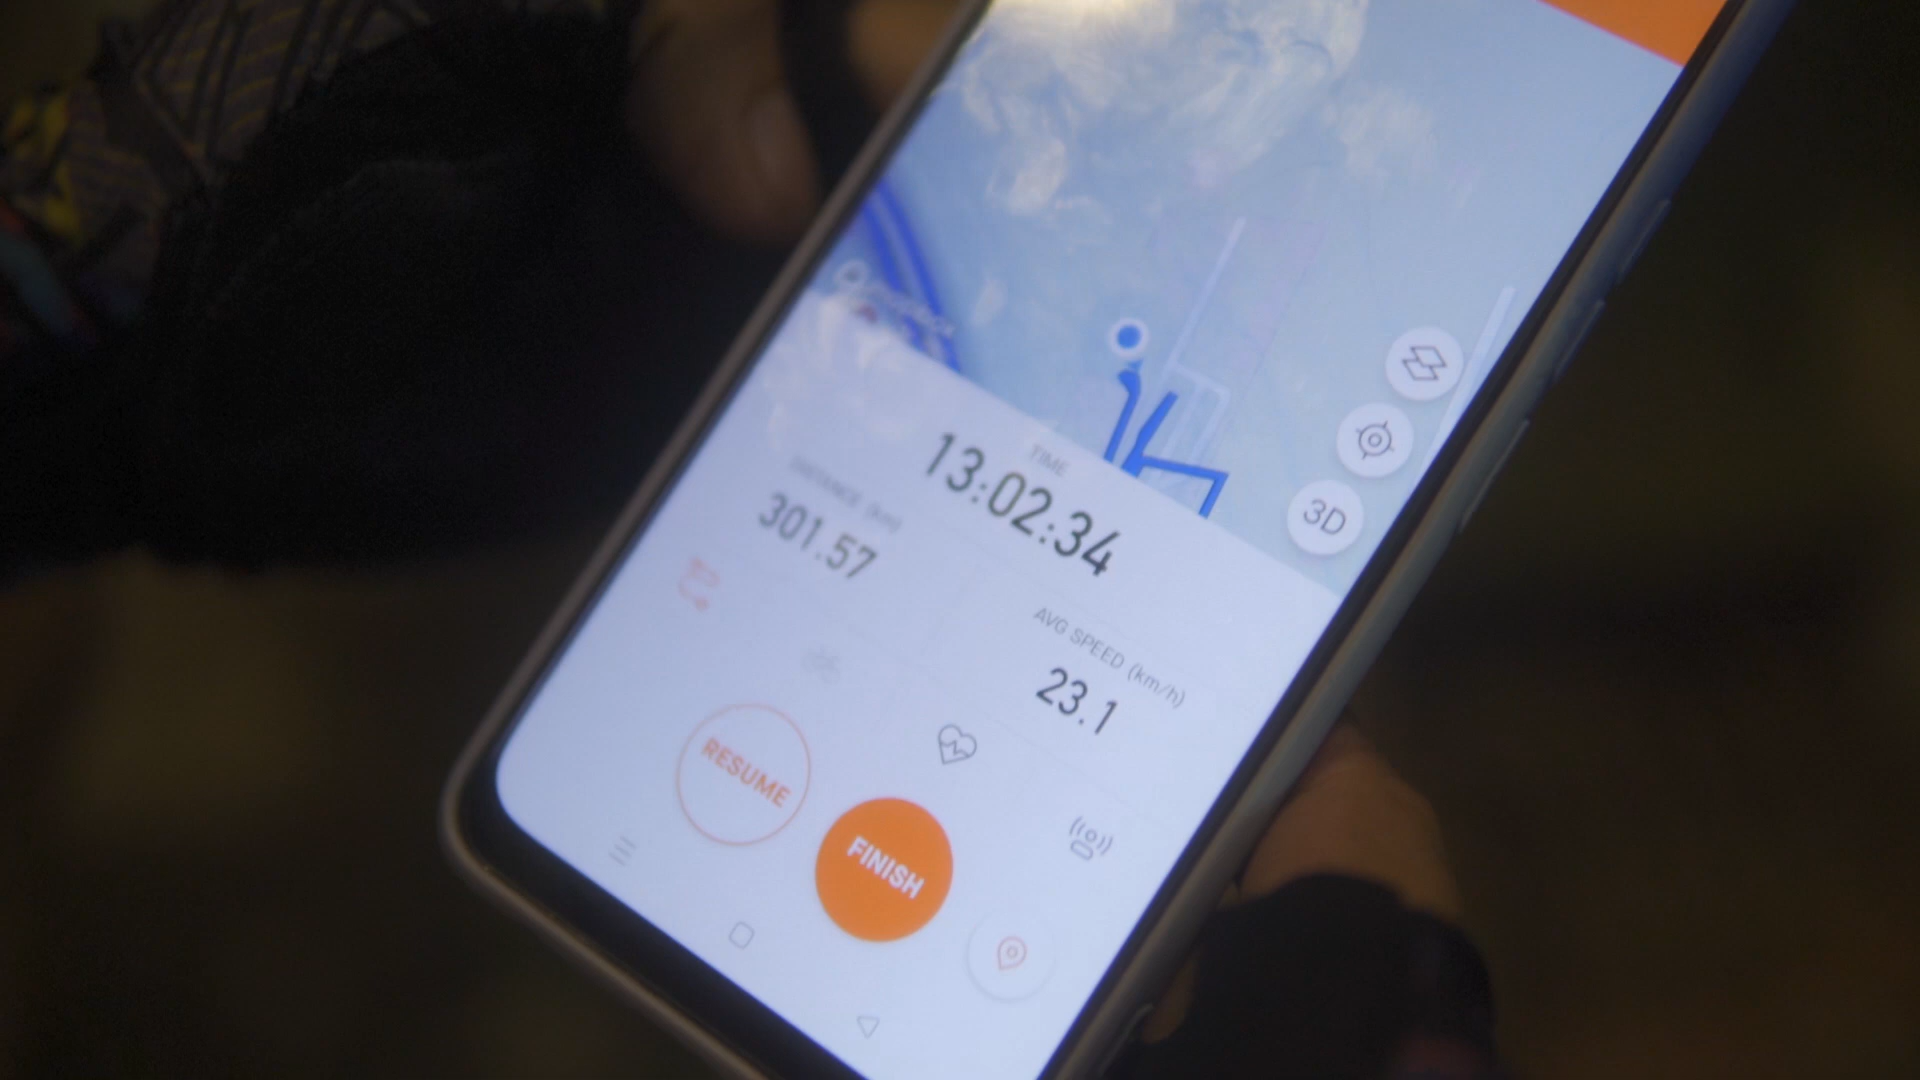 3D
TIME
13:02:34
DISTANCE (km)
301.57
AVG SPEED (km/h)
23.1
RESUME
FINISH